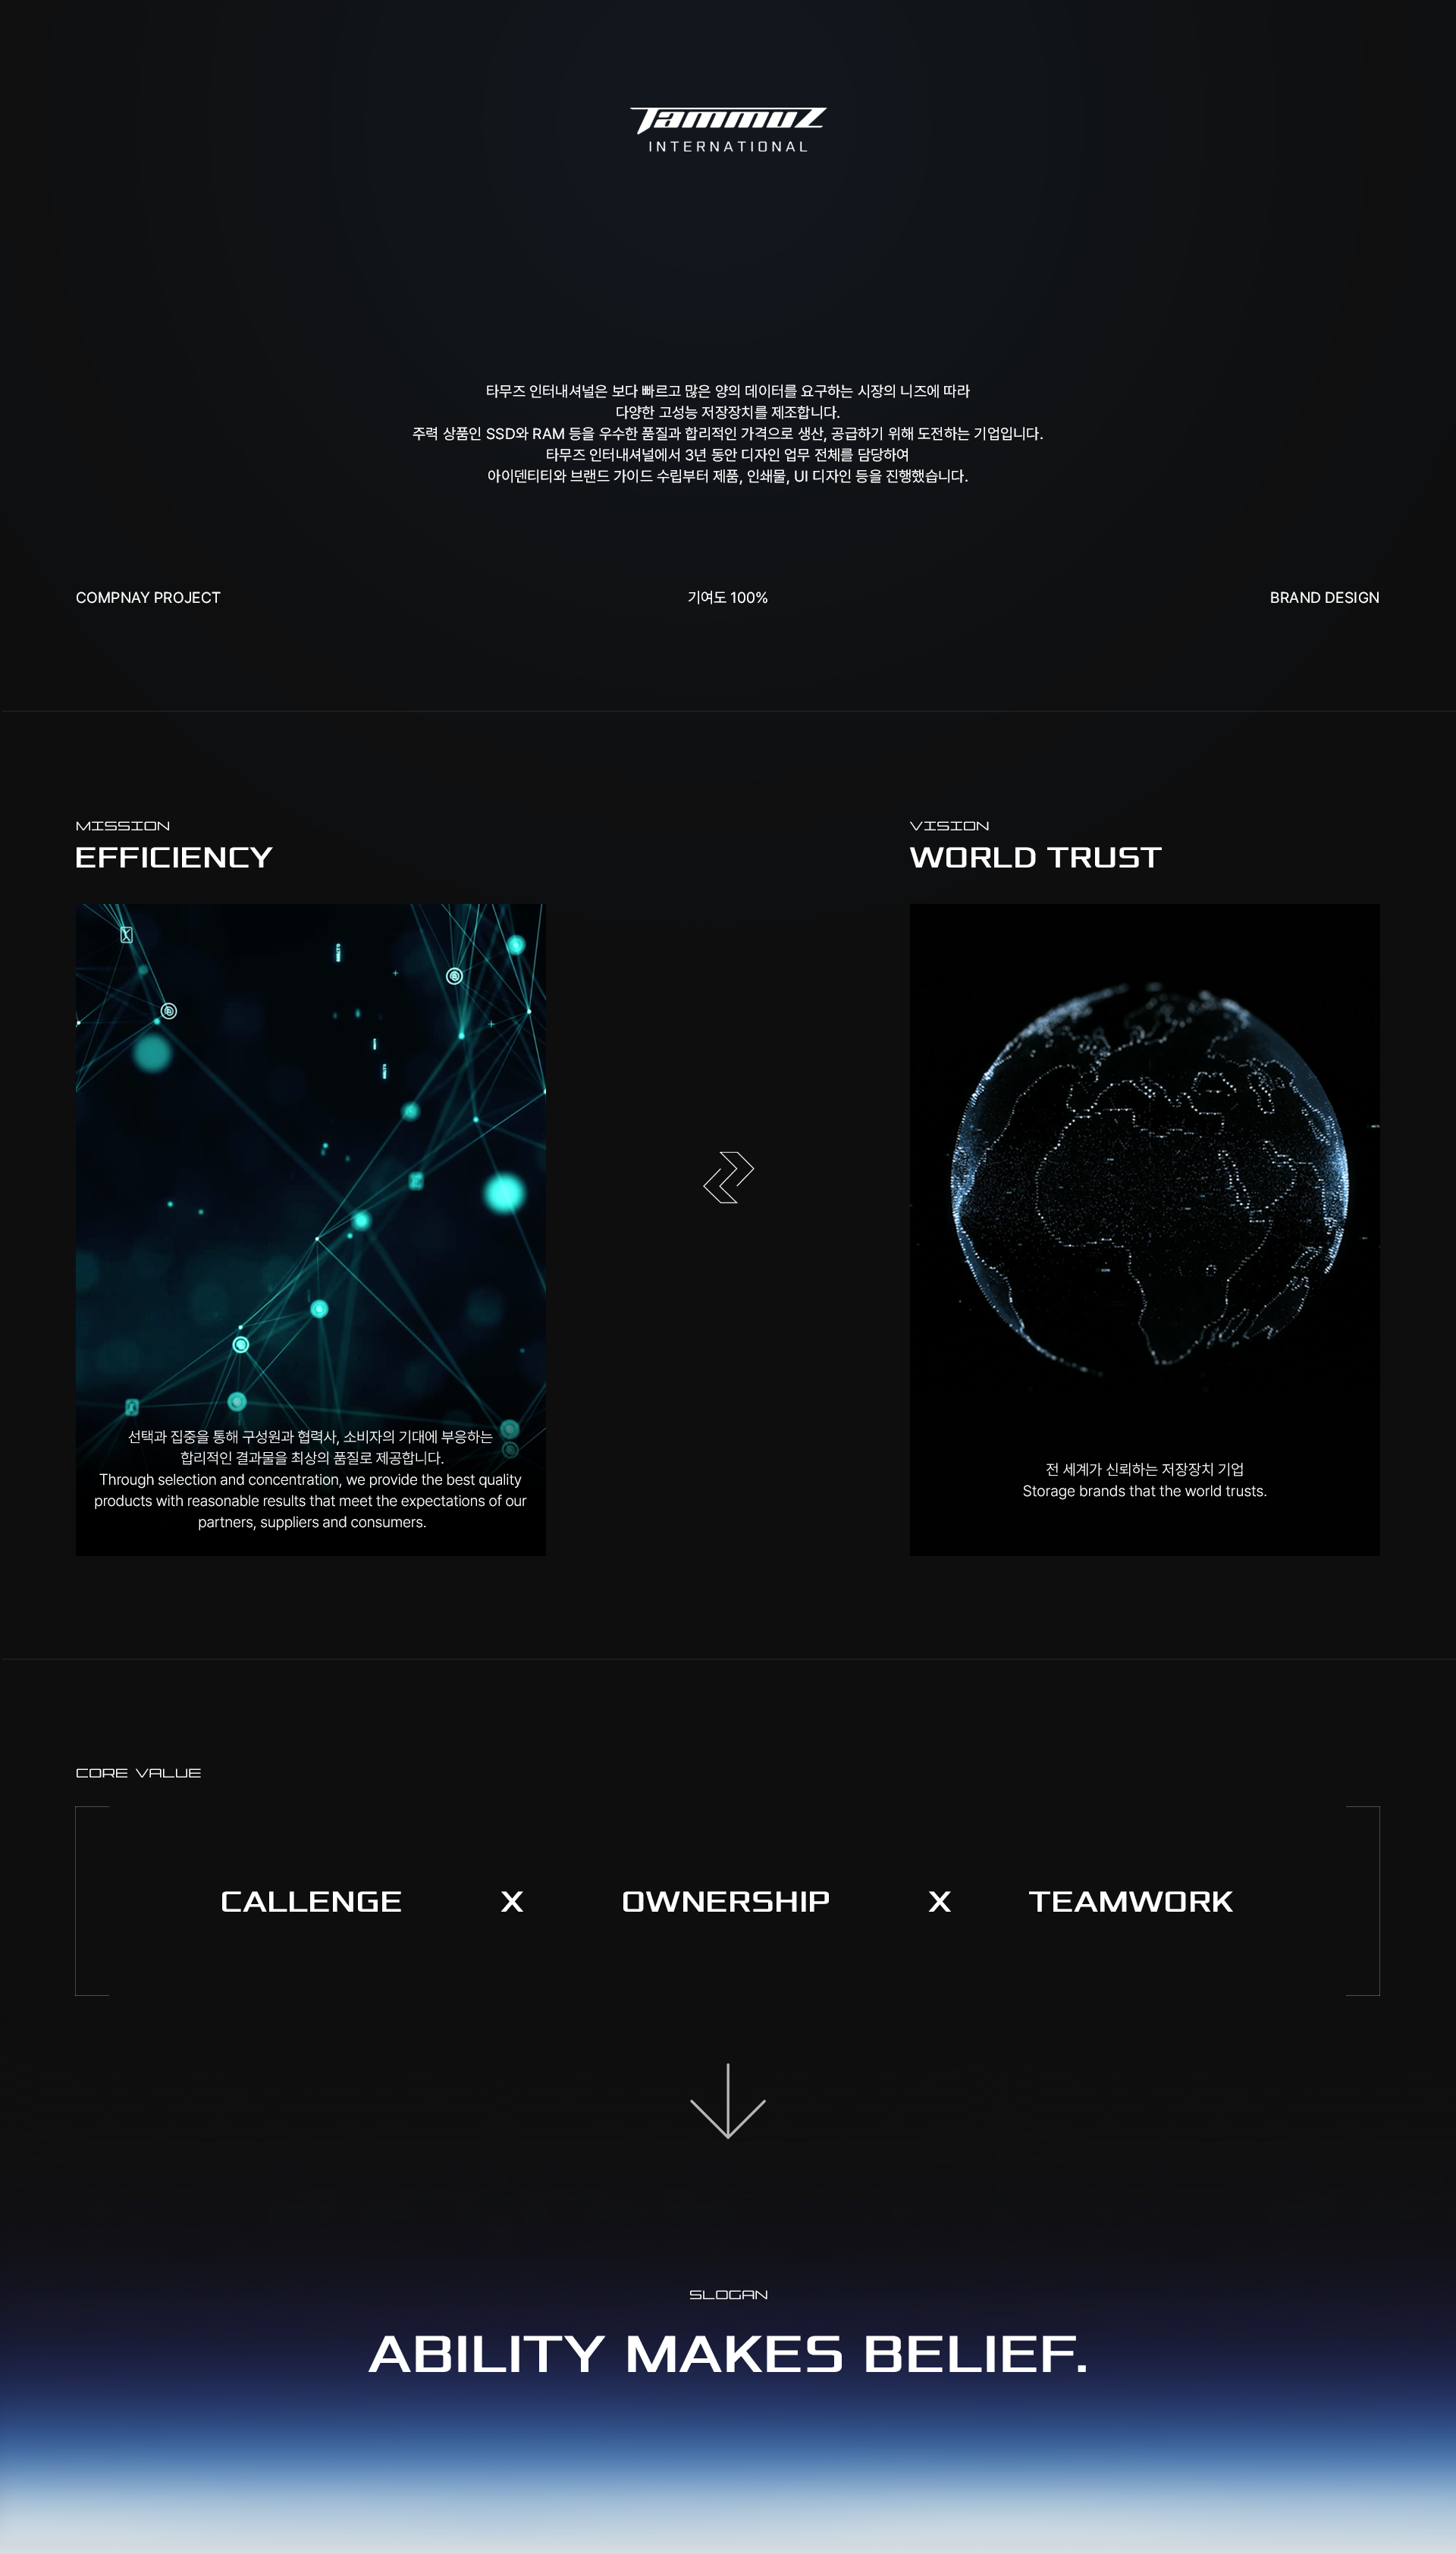 Tammuz
INTERNATIONAL
타무즈 인터내셔널은 보다 빠르고 많은 양의 데이터를 요구하는 시장의 니즈에 따라
다양한 고성능 저장장치를 제조합니다.
주력 상품인 SSD와 RAM 등을 우수한 품질과 합리적인 가격으로 생산, 공급하기 위해 도전하는 기업입니다.
타무즈 인터내셔널에서 3년 동안 디자인 업무 전체를 담당하여
아이덴티티와 브랜드 가이드 수립부터 제품, 인쇄물, UI 디자인 등을 진행했습니다.
COMPNAY PROJECT
기여도 100%
BRAND DESIGN
MISSION
EFFICIENCY
선택과 집중을 통해 구성원과 협력사, 소비자의 기대에 부응하는
합리적인 결과물을 최상의 품질로 제공합니다.
Through selection and concentration, we provide the best quality
products with reasonable results that meet the expectations of our
partners, suppliers and consumers.
VISION
WORLD TRUST
전 세계가 신뢰하는 저장장치 기업
Storage brands that the world trusts.
CORE VALUE
CALLENGE X OWNERSHIP X TEAMWORK
SLOGAN
ABILITY MAKES BELIEF.